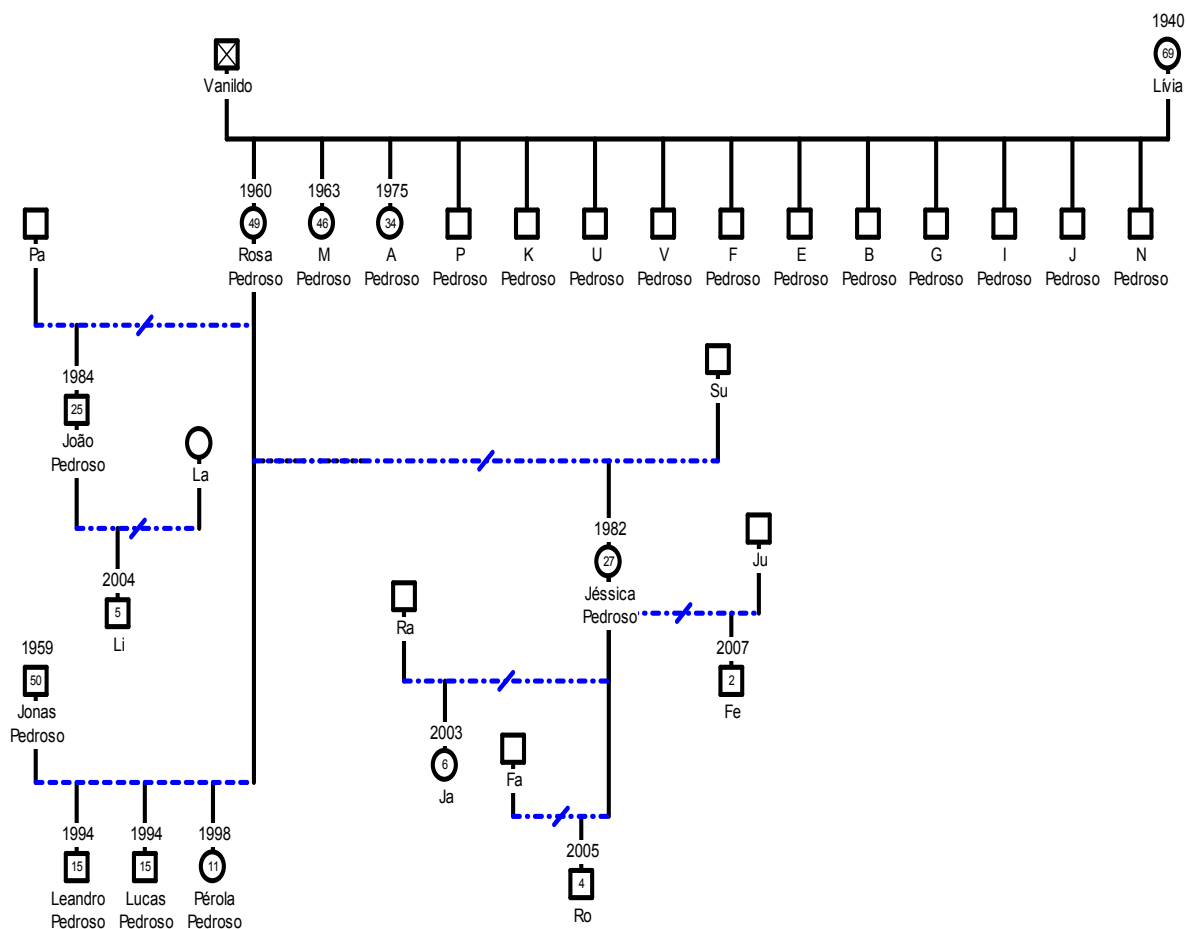 1940
69
Vanildo
Lívia
1960 1963 1975
49 46 34
Pa Rosa M A P K U V F E B G I J N
Pedroso Pedroso Pedroso Pedroso Pedroso Pedroso Pedroso Pedroso Pedroso Pedroso Pedroso Pedroso Pedroso Pedroso
1984
25
João
Pedroso
La
Su
1982
27
Jéssica
Pedroso
Ju
2004
5
Li
Ra
1959
50
Jonas
Pedroso
2007
2
Fe
2003
6
Ja
Fa
1994 1994 1998
15 15 11
Leandro Lucas Pérola
Pedroso Pedroso Pedroso
2005
4
Ro